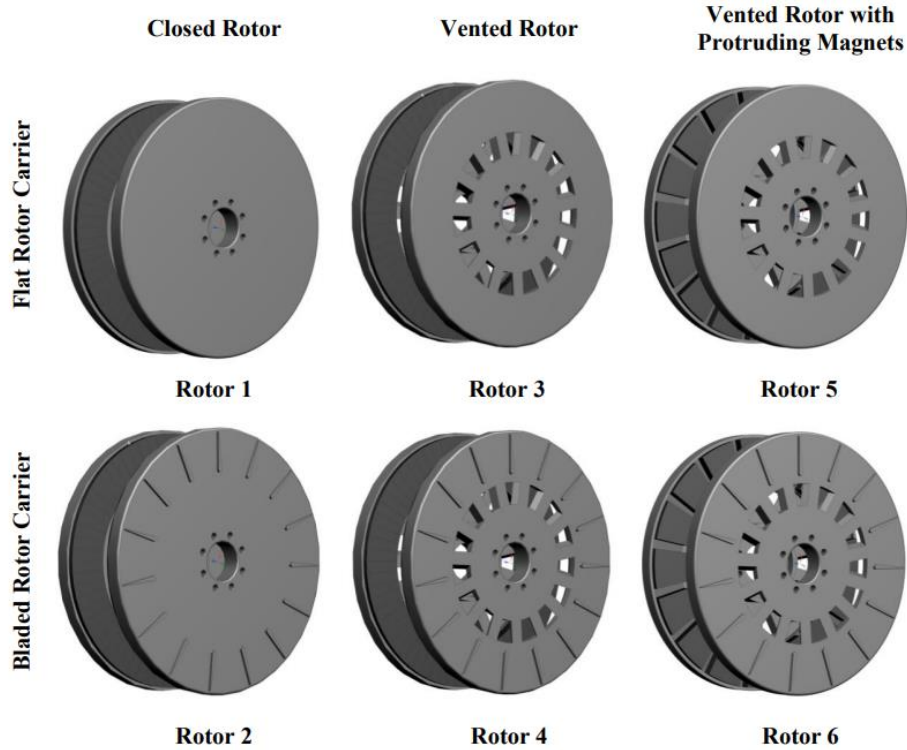 Closed Rotor
Vented Rotor
Vented Rotor with
Protruding Magnets
Flat Rotor Carrier
Rotor 1
Rotor 3
Rotor 5
Bladed Rotor Carrier
Rotor 2
Rotor 4
Rotor 6